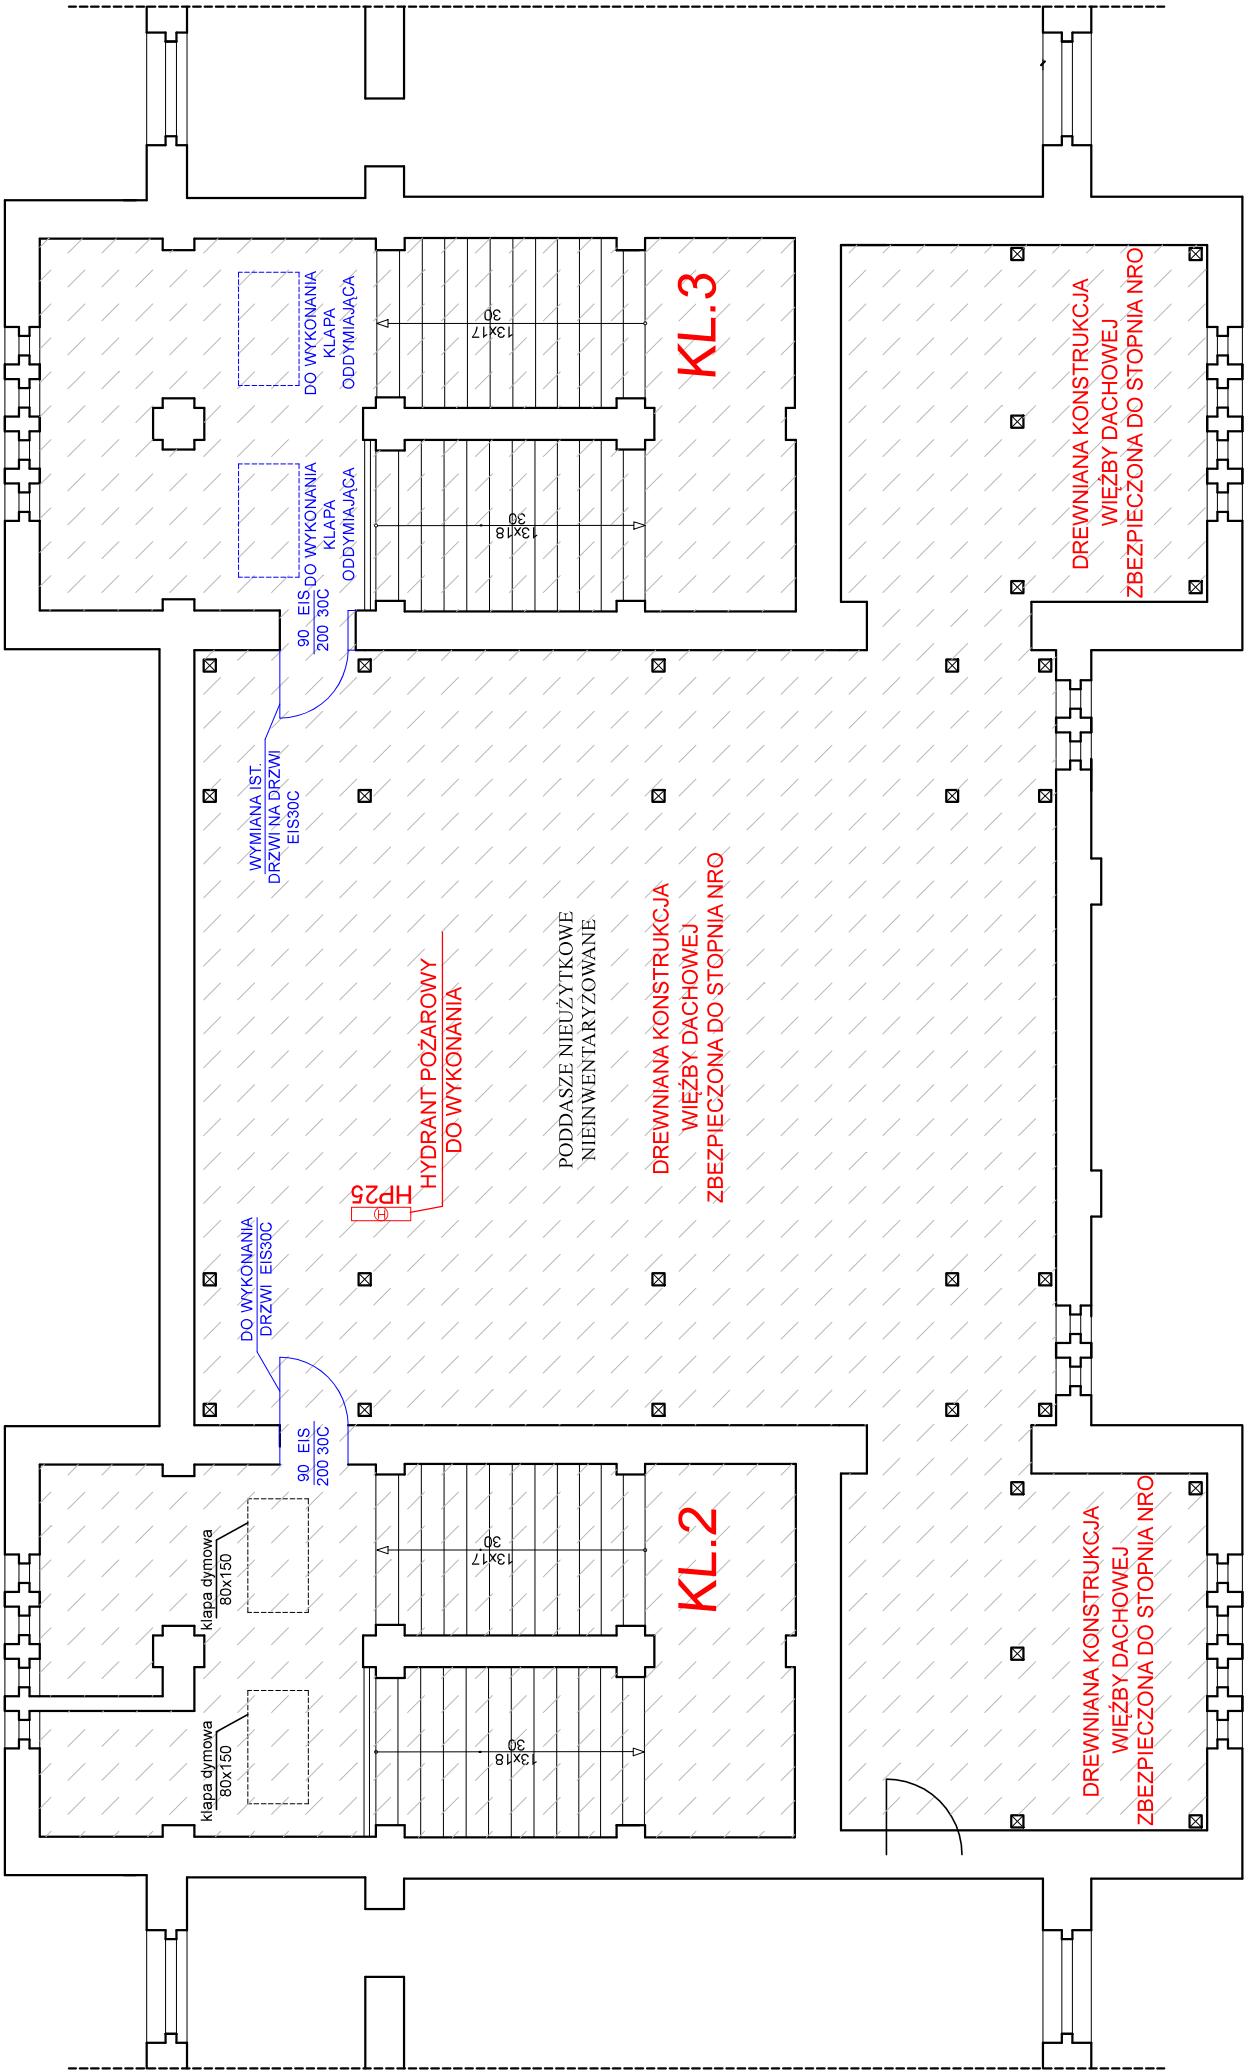 DO WYKONANIA
KLAPA
ODDYMIAJĄCA
DO WYKONANIA
KLAPA
ODDYMIAJĄCA
90 EIS
200 30C
WYMIANA IST.
DRZWI NA DRZWI
EIS30C
13x17
30
13x18
30
KL.3
DREWNIANA KONSTRUKCJA
WIĘŹBY DACHOWEJ
ZBEZPIECZONA DO STOPNIA NRO
HYDRANT POŻAROWY
DO WYKONANIA
HP25
H
PODDASZE NIEUŻYTKOWE
NIEINWENTARYZOWANE
DREWNIANA KONSTRUKCJA
WIĘŹBY DACHOWEJ
ZBEZPIECZONA DO STOPNIA NRO
DO WYKONANIA
DRZWI EIS30C
90 EIS
200 30C
klapa dymowa
80x150
klapa dymowa
80x150
13x17
30
13x18
30
KL.2
DREWNIANA KONSTRUKCJA
WIĘŹBY DACHOWEJ
ZBEZPIECZONA DO STOPNIA NRO